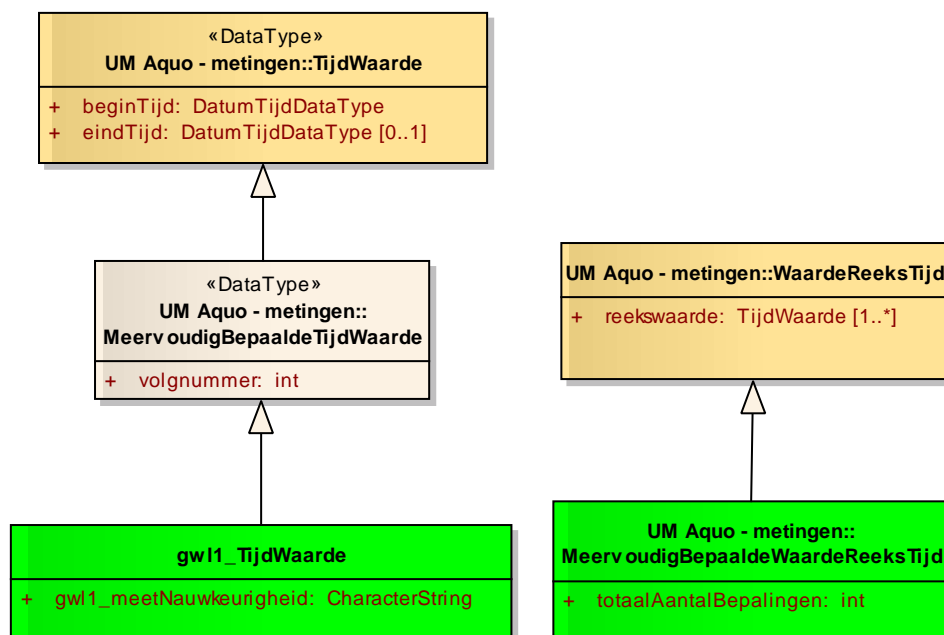 «DataType»
UM Aquo - metingen::TijdWaarde
+ beginTijd: DatumTijdDataType
+ eindTijd: DatumTijdDataType [0..1]
«DataType»
UM Aquo - metingen::
MeervoudigBepaaldeTijdWaarde
+ volgnummer: int
UM Aquo - metingen::WaardeReeksTijd
+ reekswaarde: TijdWaarde [1..*]
gwl1_TijdWaarde
+ gwl1_meetNauwkeurigheid: CharacterString
UM Aquo - metingen::
MeervoudigBepaaldeWaardeReeksTijd
+ totaalAantalBepalingen: int